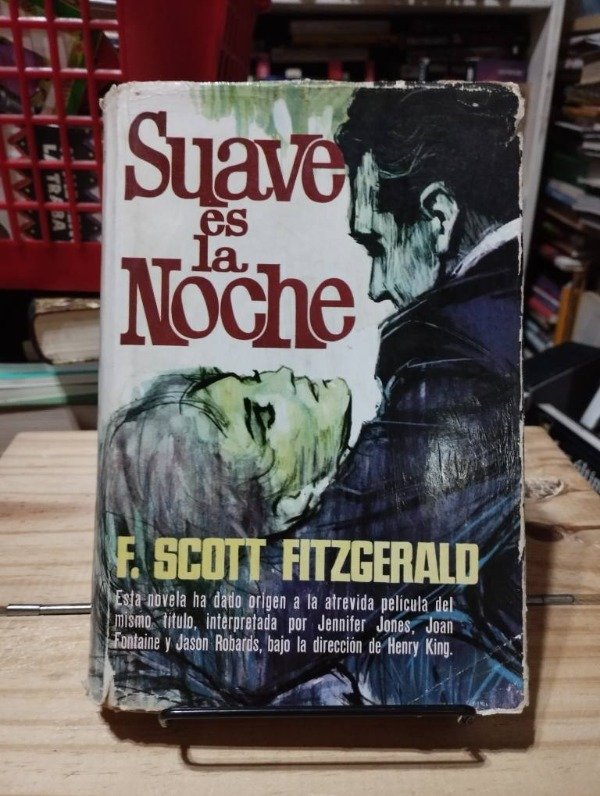 Suave
es
la
Noche
F. SCOTT FITZGERALD
Esta novela ha dado origen a la atrevida película del
mismo título, interpretada por Jennifer Jones, Joan
Fontaine y Jason Robards, bajo la dirección de Henry King.